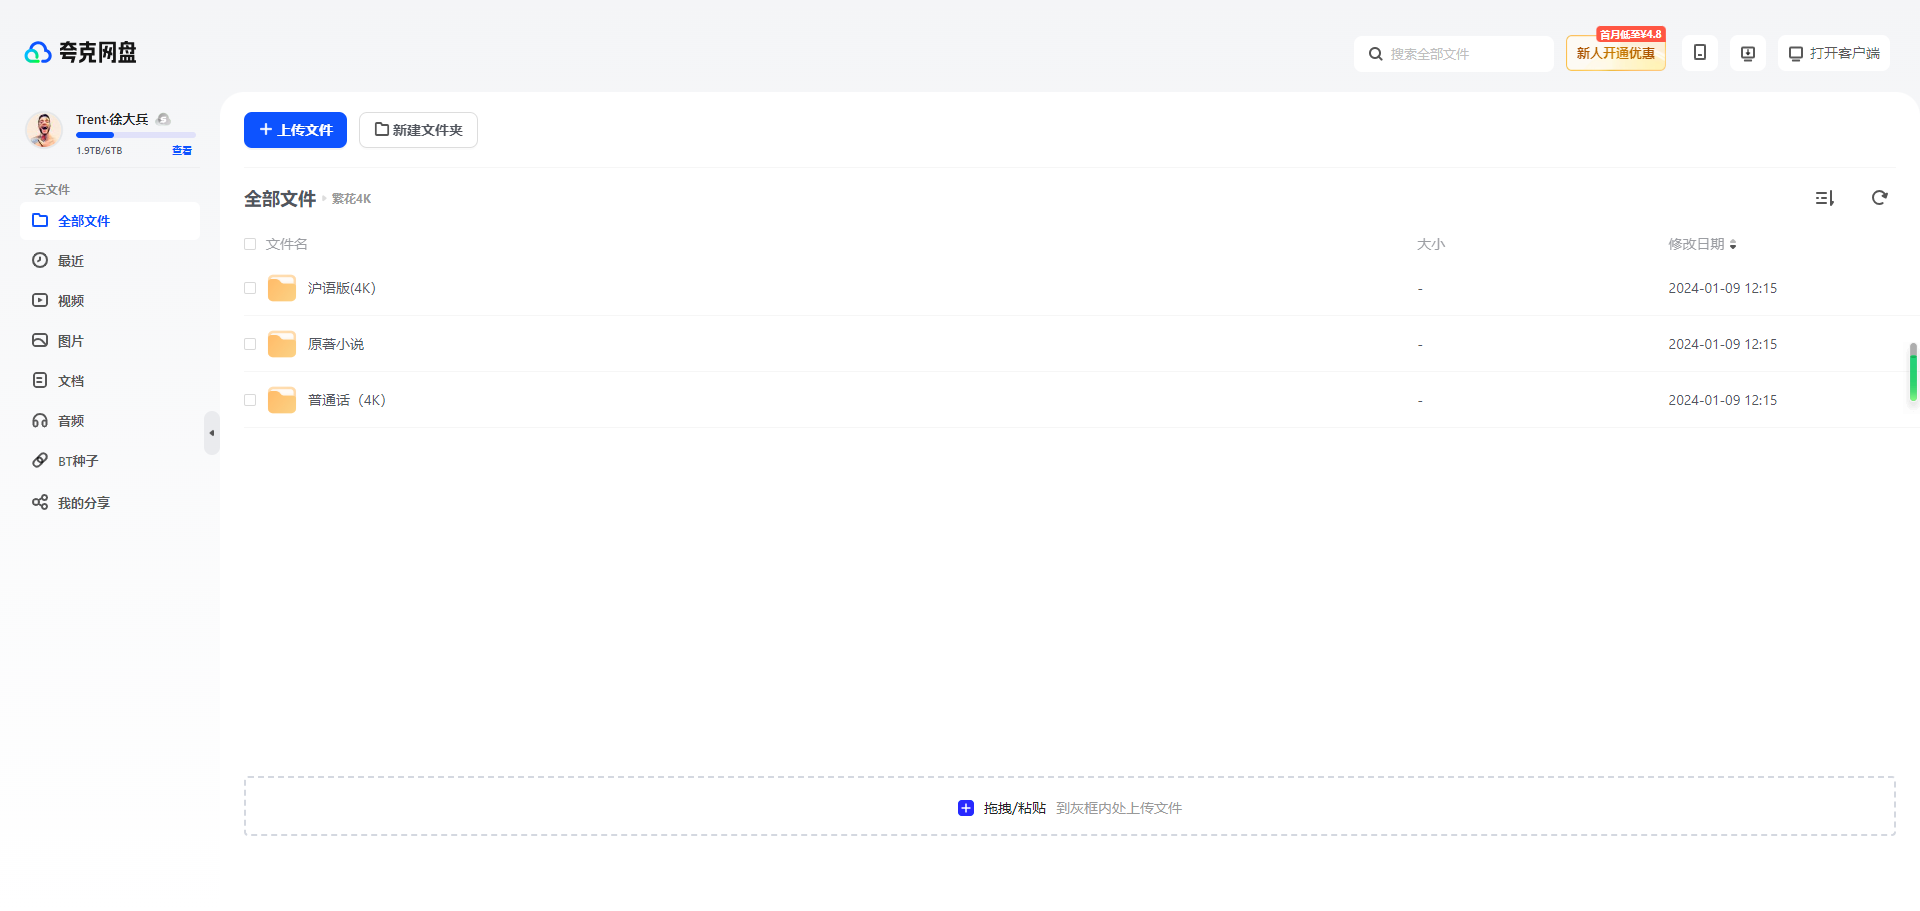 夸克网盘
搜索全部文件
首月低至¥4.8
新人开通优惠
打开客户端
Trent·徐大兵
1.9TB/6TB 查看
云文件
全部文件
最近
视频
图片
文档
音频
BT种子
我的分享
+ 上传文件 新建文件夹
全部文件 繁花4K
文件名 大小 修改日期
沪语版(4K) - 2024-01-09 12:15
原著小说 - 2024-01-09 12:15
普通话（4K） - 2024-01-09 12:15
拖拽/粘贴 到灰框内处上传文件